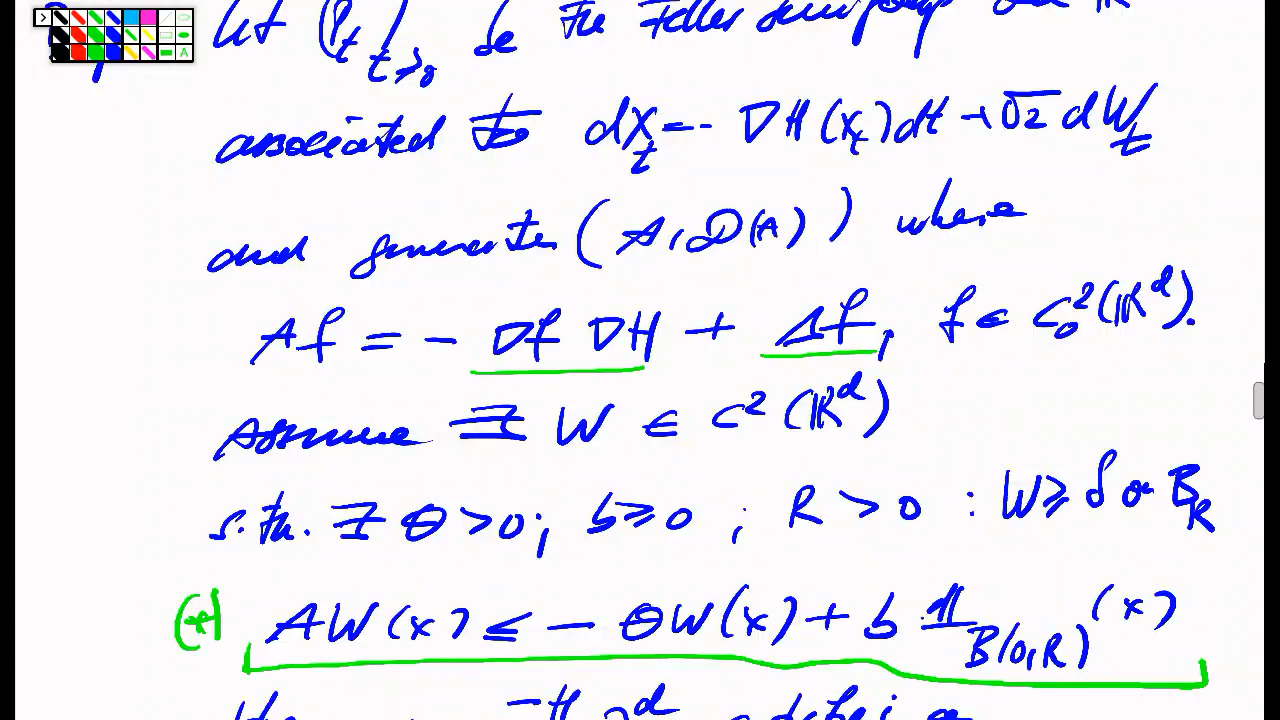 Let (P_t)_{t≥0} be the Feller semigroup on R
associated to dX_t = - ∇H(X_t)dt + √2 dW_t
and generator (A, D(A)) where
Af = - ∇f ∇H + Δf, f ∈ C_0^2(R^d).
Assume ∃ W ∈ C^2(R^d)
s.th. ∃ θ>0; b≥0; R>0 : W ≥ δ on B_R
(*) AW(x) ≤ - θW(x) + b 1_{B(0,R)}(x)